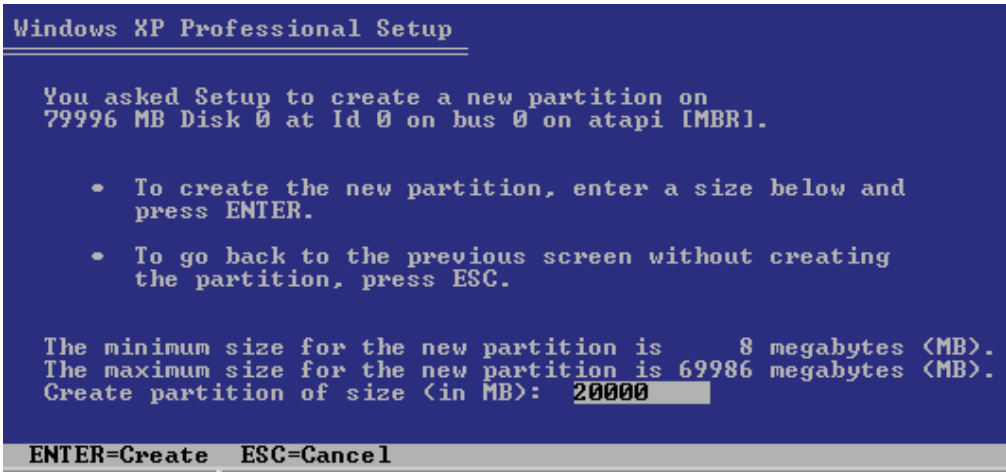 Windows XP Professional Setup
You asked Setup to create a new partition on
79996 MB Disk 0 at Id 0 on bus 0 on atapi [MBR].
• To create the new partition, enter a size below and
press ENTER.
• To go back to the previous screen without creating
the partition, press ESC.
The minimum size for the new partition is 8 megabytes (MB).
The maximum size for the new partition is 69986 megabytes (MB).
Create partition of size (in MB): 20000
ENTER=Create ESC=Cancel